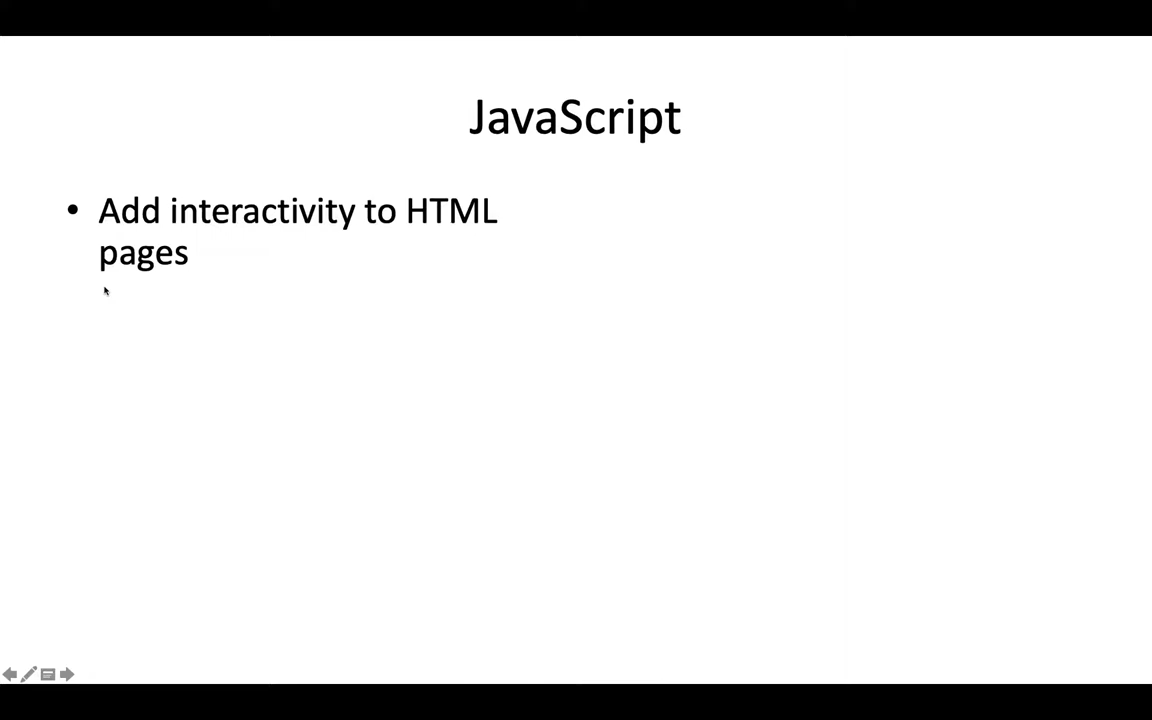 JavaScript
• Add interactivity to HTML
pages